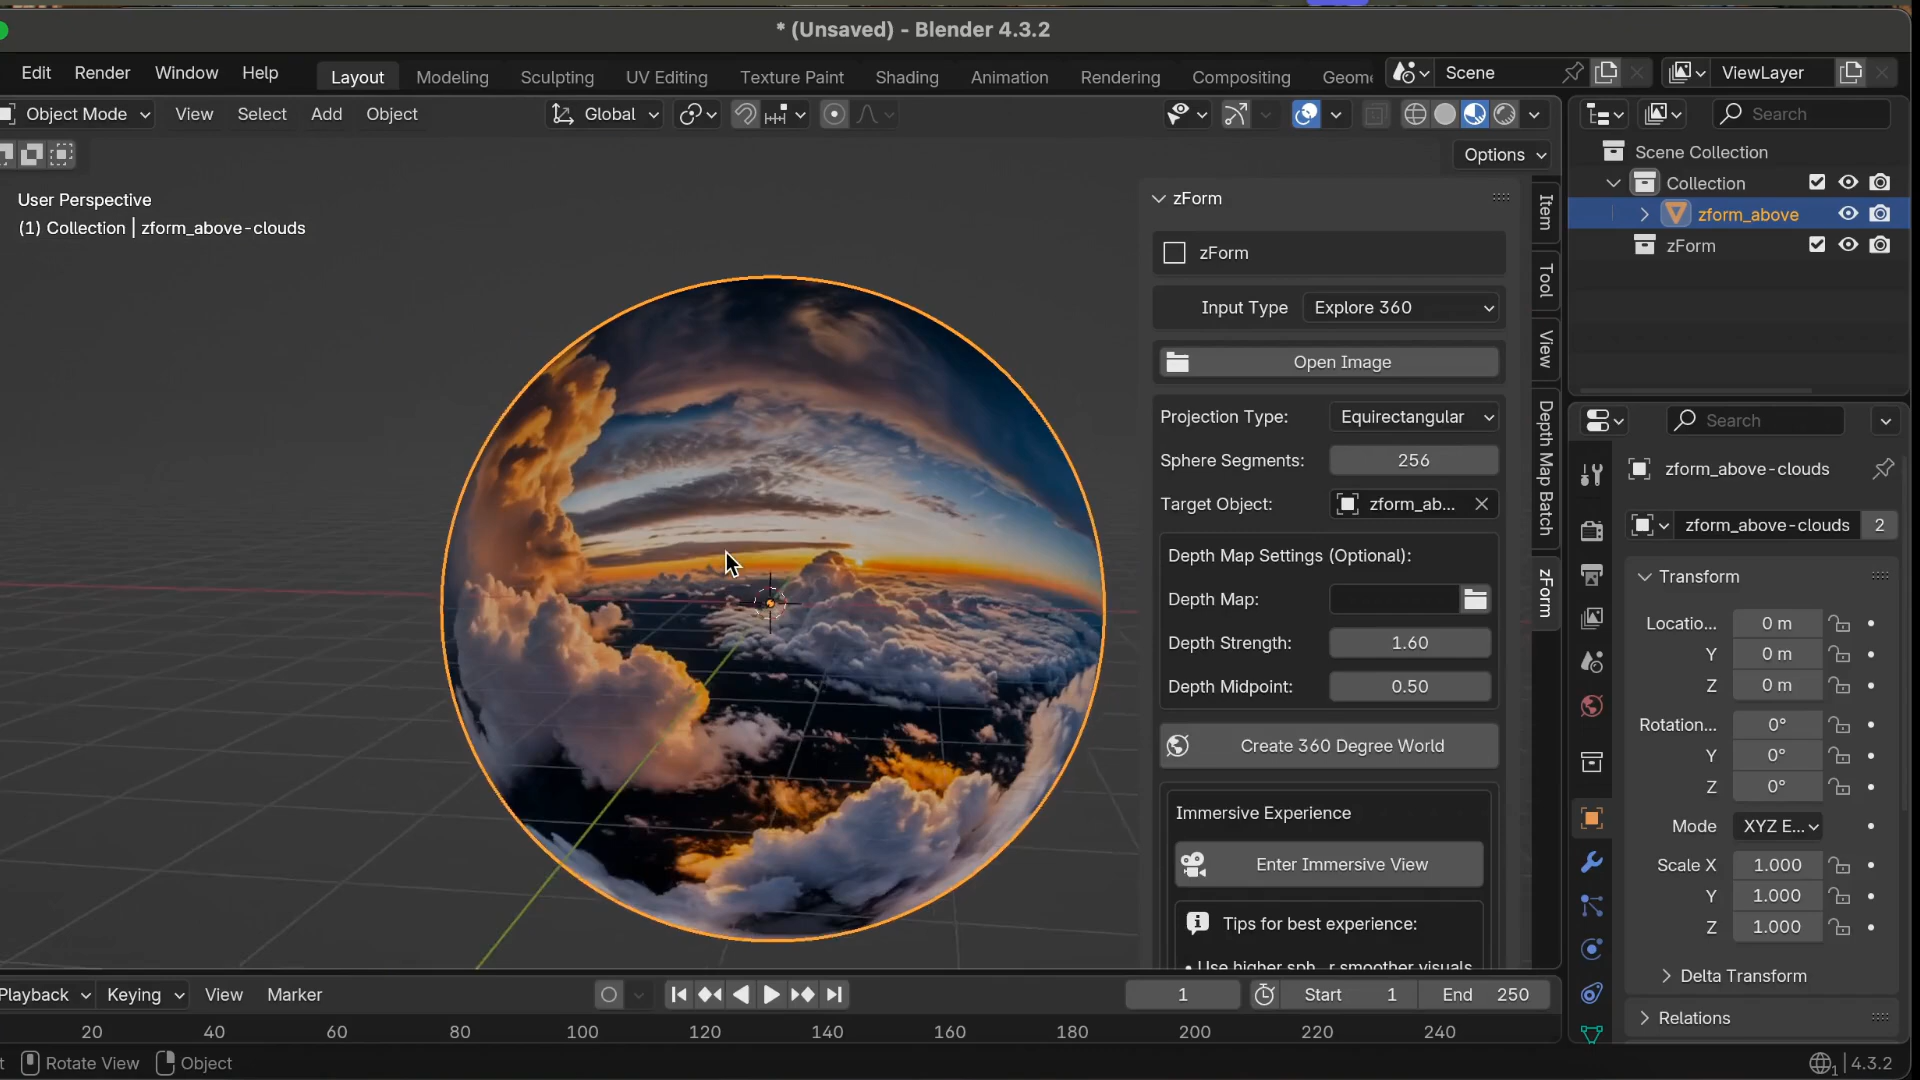 * (Unsaved) - Blender 4.3.2
Edit Render Window Help Layout Modeling Sculpting UV Editing Texture Paint Shading Animation Rendering Compositing Geome Scene ViewLayer
Object Mode View Select Add Object Global Search
Options
User Perspective
(1) Collection | zform_above-clouds
zForm
zForm
Input Type Explore 360
Open Image
Projection Type: Equirectangular
Sphere Segments: 256
Target Object: zform_ab...
Depth Map Settings (Optional):
Depth Map:
Depth Strength: 1.60
Depth Midpoint: 0.50
Create 360 Degree World
Immersive Experience
Enter Immersive View
Tips for best experience:
Item
Tool
View
Depth Map Batch
zForm
Scene Collection
Collection
zform_above
zForm
Search
zform_above-clouds
zform_above-clouds 2
Transform
Locatio... 0 m
Y 0 m
Z 0 m
Rotation... 0°
Y 0°
Z 0°
Mode XYZ E...
Scale X 1.000
Y 1.000
Z 1.000
Delta Transform
Relations
Playback Keying View Marker 1 Start 1 End 250
20 40 60 80 100 120 140 160 180 200 220 240
Rotate View Object 4.3.2